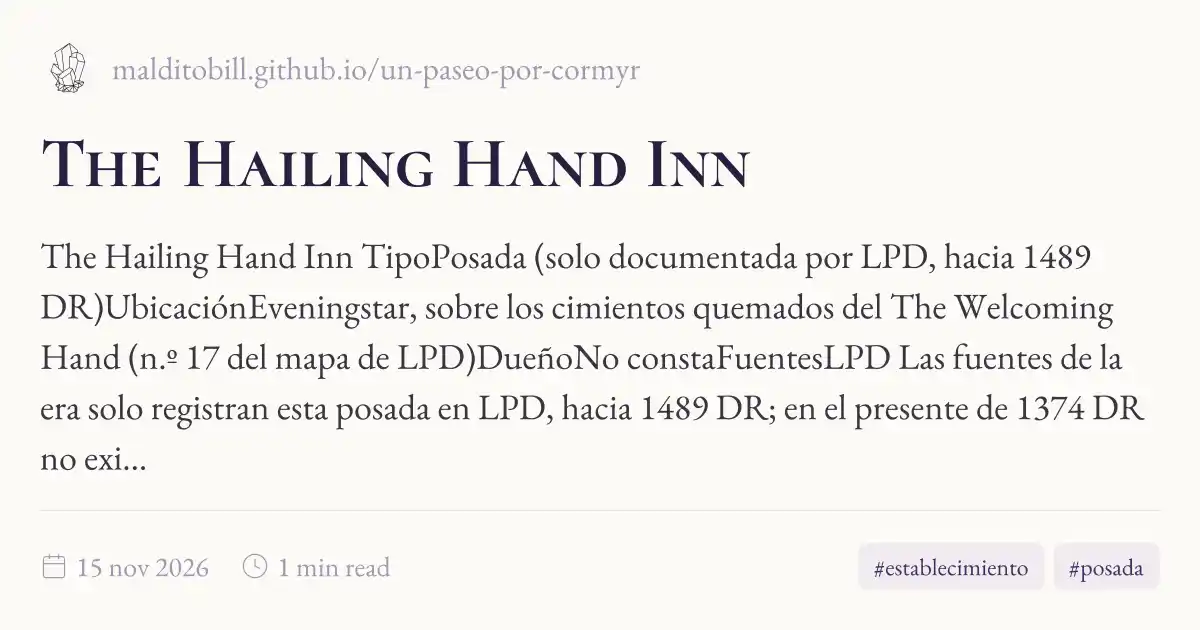 malditobill.github.io/un-paseo-por-cormyr
The Hailing Hand Inn
The Hailing Hand Inn TipoPosada (solo documentada por LPD, hacia 1489
DR)UbicaciónEveningstar, sobre los cimientos quemados del The Welcoming
Hand (n.º 17 del mapa de LPD)DueñoNo constaFuentesLPD Las fuentes de la
era solo registran esta posada en LPD, hacia 1489 DR; en el presente de 1374 DR
no exi...
15 nov 2026 1 min read #establecimiento #posada